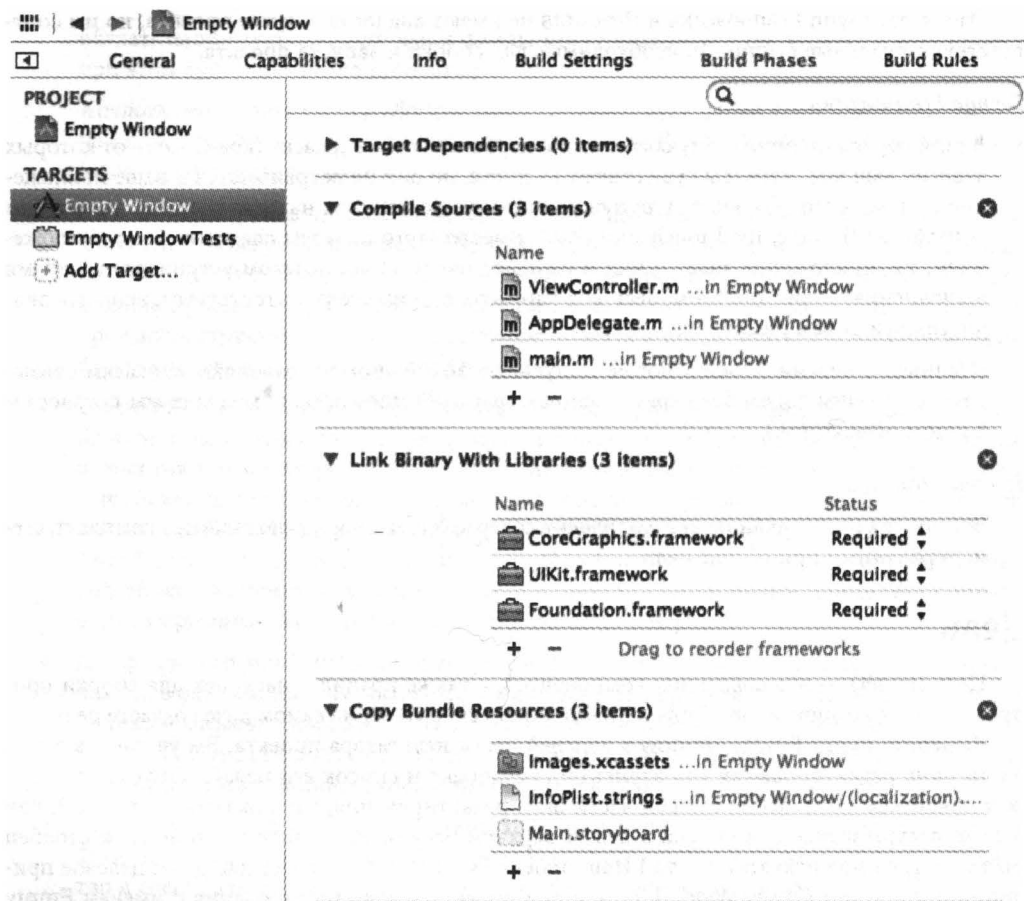 Empty Window
General Capabilities Info Build Settings Build Phases Build Rules
PROJECT
Empty Window
TARGETS
Empty Window
Empty WindowTests
Add Target...
Target Dependencies (0 items)
Compile Sources (3 items)
Name
ViewController.m ...in Empty Window
AppDelegate.m ...in Empty Window
main.m ...in Empty Window
Link Binary With Libraries (3 items)
Name Status
CoreGraphics.framework Required
UIKit.framework Required
Foundation.framework Required
+ − Drag to reorder frameworks
Copy Bundle Resources (3 items)
Images.xcassets ...in Empty Window
InfoPlist.strings ...in Empty Window/(localization)....
Main.storyboard